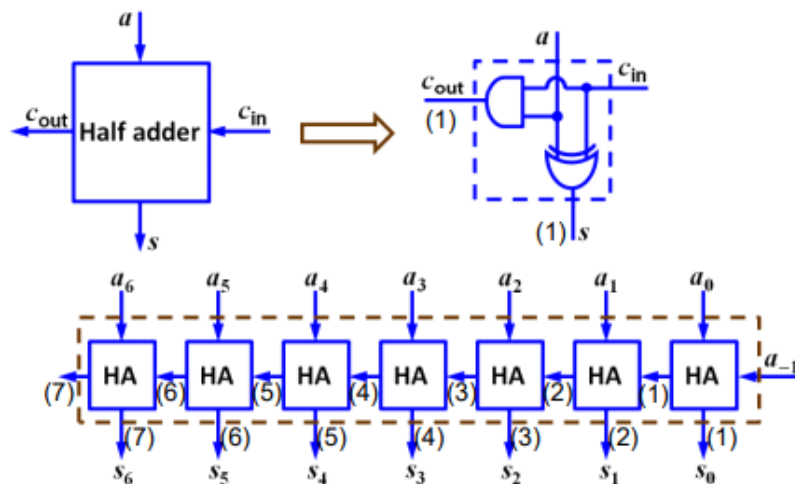 a a
c_out Half adder c_in c_out c_in
(1)
s (1) s
a_6 a_5 a_4 a_3 a_2 a_1 a_0
HA HA HA HA HA HA HA a_−1
(7) (6) (5) (4) (3) (2) (1)
(7) (6) (5) (4) (3) (2) (1)
s_6 s_5 s_4 s_3 s_2 s_1 s_0